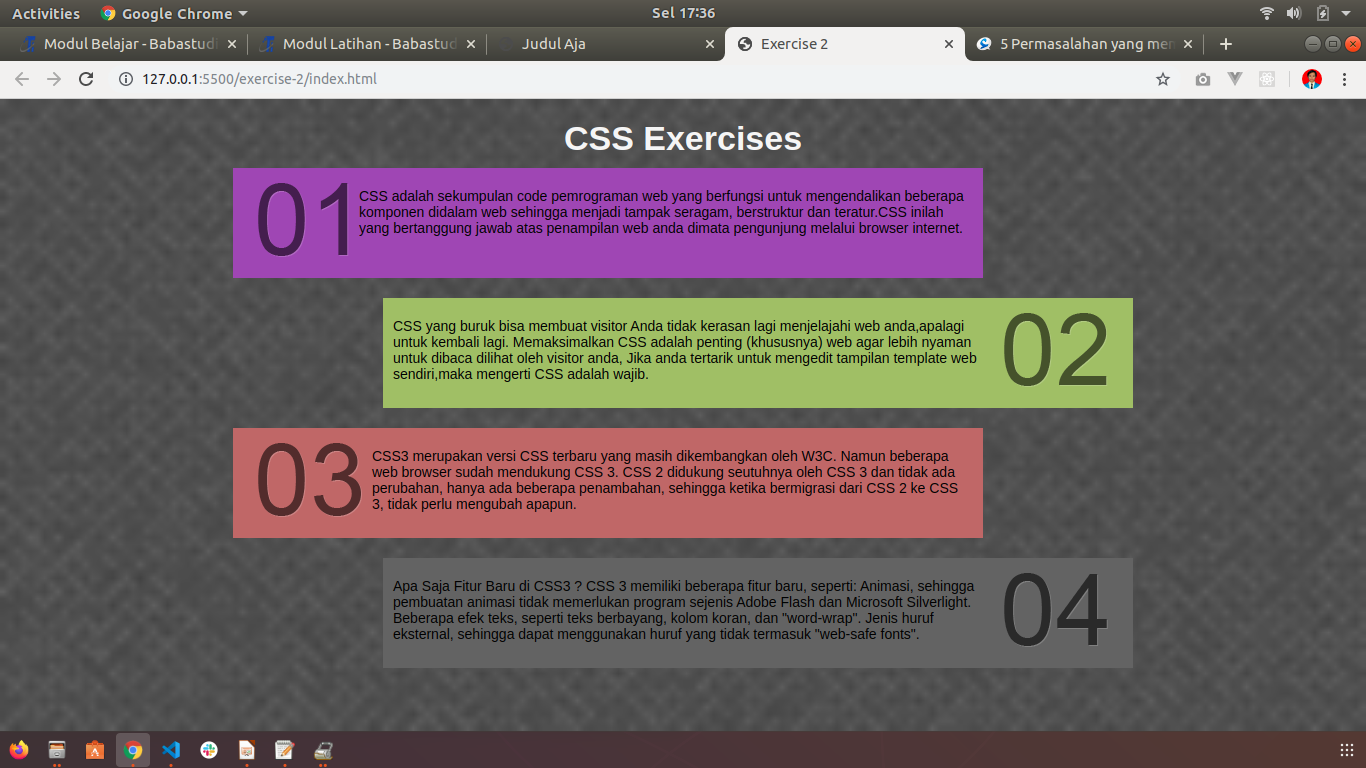 Activities Google Chrome Sel 17:36
Modul Belajar - Babastudi Modul Latihan - Babastud Judul Aja Exercise 2 5 Permasalahan yang men
127.0.0.1:5500/exercise-2/index.html
CSS Exercises
01
CSS adalah sekumpulan code pemrograman web yang berfungsi untuk mengendalikan beberapa
komponen didalam web sehingga menjadi tampak seragam, berstruktur dan teratur.CSS inilah
yang bertanggung jawab atas penampilan web anda dimata pengunjung melalui browser internet.
CSS yang buruk bisa membuat visitor Anda tidak kerasan lagi menjelajahi web anda,apalagi
untuk kembali lagi. Memaksimalkan CSS adalah penting (khususnya) web agar lebih nyaman
untuk dibaca dilihat oleh visitor anda, Jika anda tertarik untuk mengedit tampilan template web
sendiri,maka mengerti CSS adalah wajib.
02
03
CSS3 merupakan versi CSS terbaru yang masih dikembangkan oleh W3C. Namun beberapa
web browser sudah mendukung CSS 3. CSS 2 didukung seutuhnya oleh CSS 3 dan tidak ada
perubahan, hanya ada beberapa penambahan, sehingga ketika bermigrasi dari CSS 2 ke CSS
3, tidak perlu mengubah apapun.
Apa Saja Fitur Baru di CSS3 ? CSS 3 memiliki beberapa fitur baru, seperti: Animasi, sehingga
pembuatan animasi tidak memerlukan program sejenis Adobe Flash dan Microsoft Silverlight.
Beberapa efek teks, seperti teks berbayang, kolom koran, dan "word-wrap". Jenis huruf
eksternal, sehingga dapat menggunakan huruf yang tidak termasuk "web-safe fonts".
04